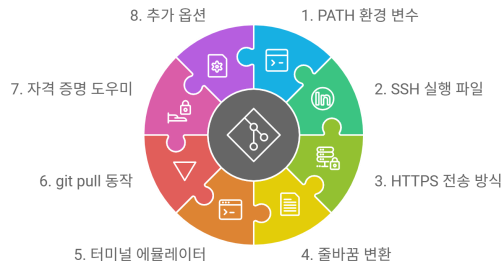 8. 추가 옵션
1. PATH 환경 변수
7. 자격 증명 도우미
2. SSH 실행 파일
in
6. git pull 동작
3. HTTPS 전송 방식
5. 터미널 에뮬레이터
4. 줄바꿈 변환